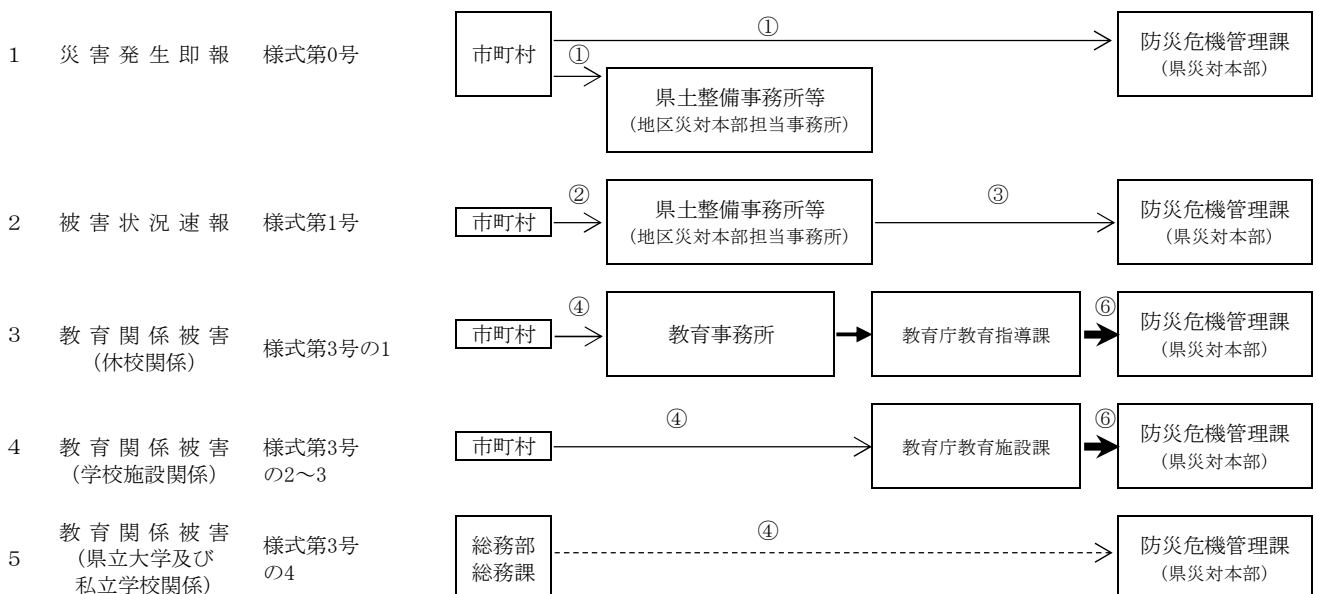 1 災害発生即報 様式第0号 市町村 ① 防災危機管理課
(県災対本部)
①
県土整備事務所等
(地区災対本部担当事務所)
2 被害状況速報 様式第1号 市町村 ② 県土整備事務所等 ③ 防災危機管理課
(地区災対本部担当事務所) (県災対本部)
3 教育関係被害 様式第3号の1 市町村 ④ 教育事務所 教育庁教育指導課 ⑥ 防災危機管理課
(休校関係) (県災対本部)
4 教育関係被害 様式第3号 市町村 ④ 教育庁教育施設課 ⑥ 防災危機管理課
(学校施設関係) の2～3 (県災対本部)
教育関係被害
5 (県立大学及び 様式第3号 総務部 ④ 防災危機管理課
私立学校関係) の4 総務課 (県災対本部)